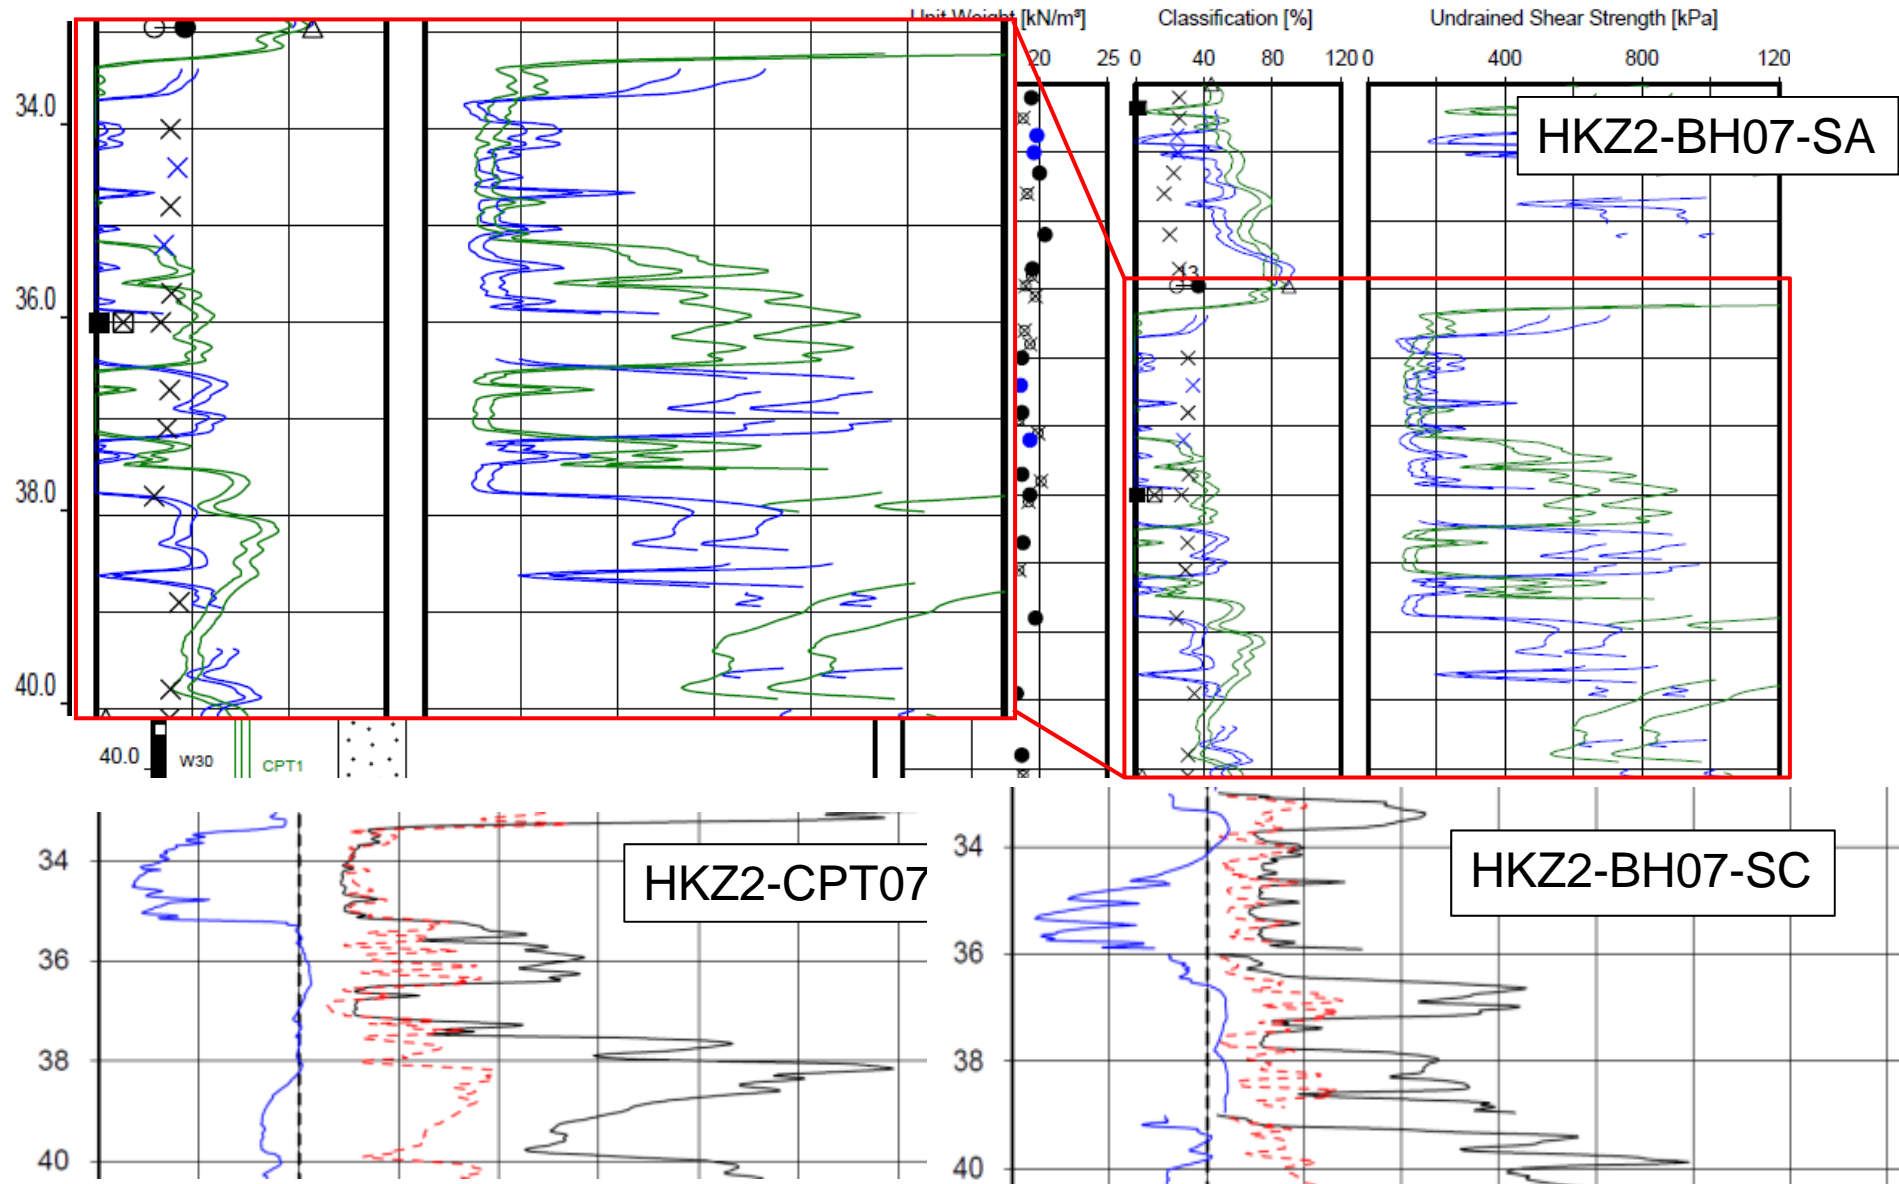 Unit Weight [kN/m³] Classification [%] Undrained Shear Strength [kPa]
20 25 0 40 80 120 0 400 800 120
34.0
HKZ2-BH07-SA
13
36.0
38.0
40.0
40.0 W30 CPT1
34 HKZ2-CPT07
36
38
40
34 HKZ2-BH07-SC
36
38
40